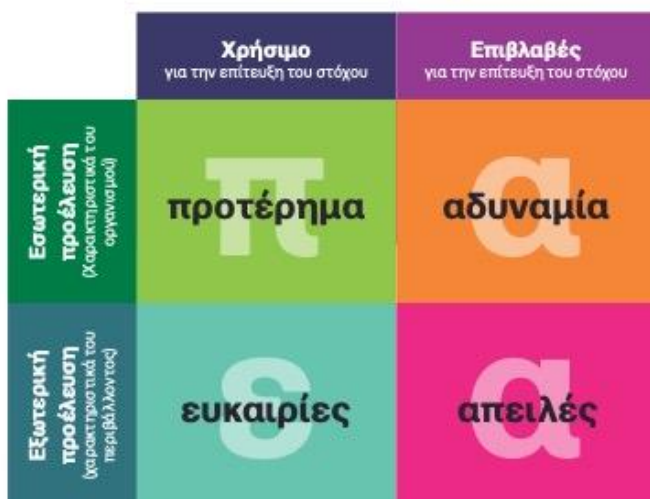 Χρήσιμο
για την επίτευξη του στόχου
Επιβλαβές
για την επίτευξη του στόχου
Εσωτερική
προέλευση
(Χαρακτηριστικά του
οργανισμού)
π
προτέρημα
α
αδυναμία
Εξωτερική
προέλευση
(χαρακτηριστικά του
περιβάλλοντος)
ε
ευκαιρίες
α
απειλές